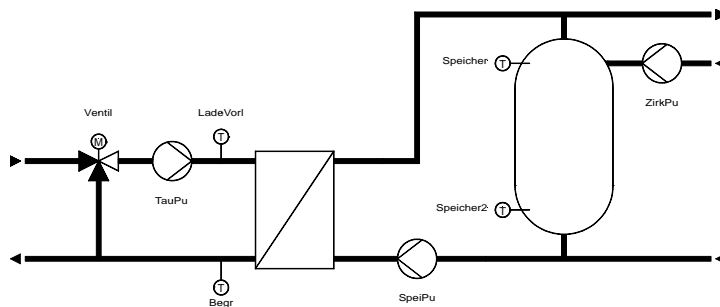 Speicher
T
ZirkPu
Ventil
LadeVorl
M
T
TauPu
Speicher2
T
T
Begr
SpeiPu